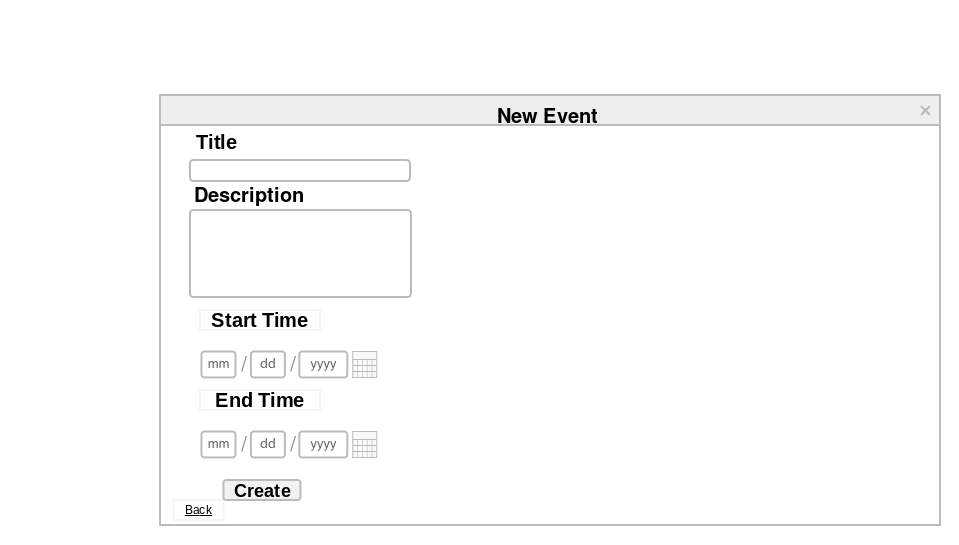 New Event ×
Title
Description
Start Time
mm / dd / yyyy
End Time
mm / dd / yyyy
Create
Back